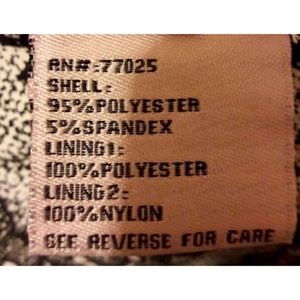 RN#:77025
SHELL:
95%POLYESTER
5%SPANDEX
LINING1:
100%POLYESTER
LINING2:
100%NYLON
SEE REVERSE FOR CARE